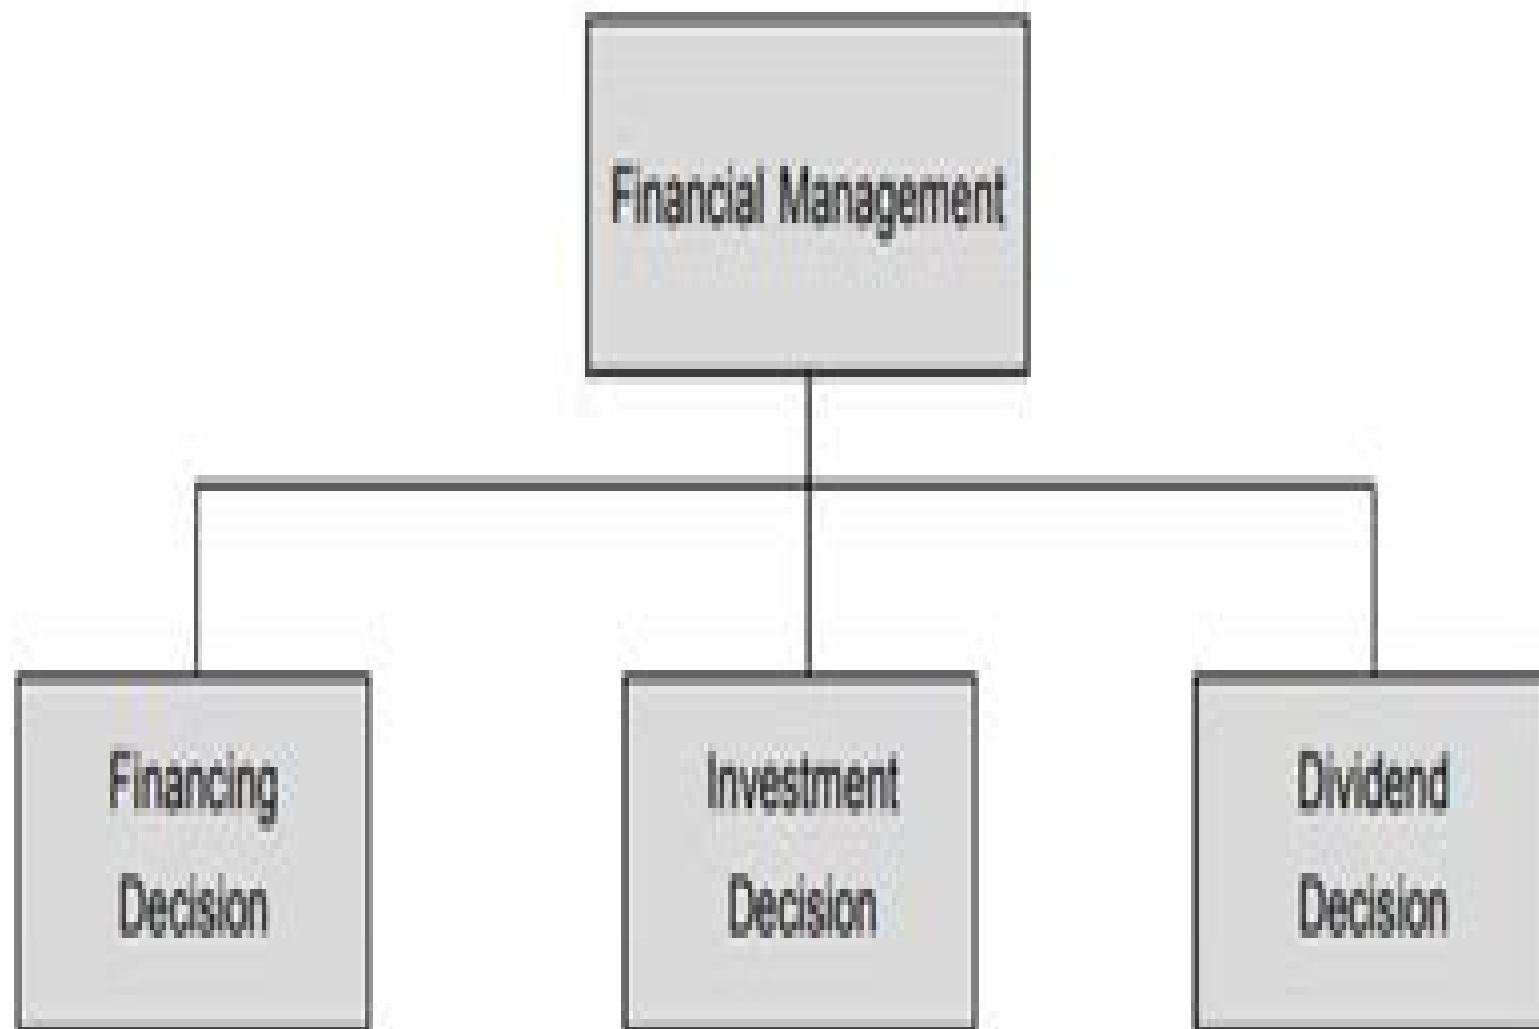 Financial Management
Financing
Decision
Investment
Decision
Dividend
Decision